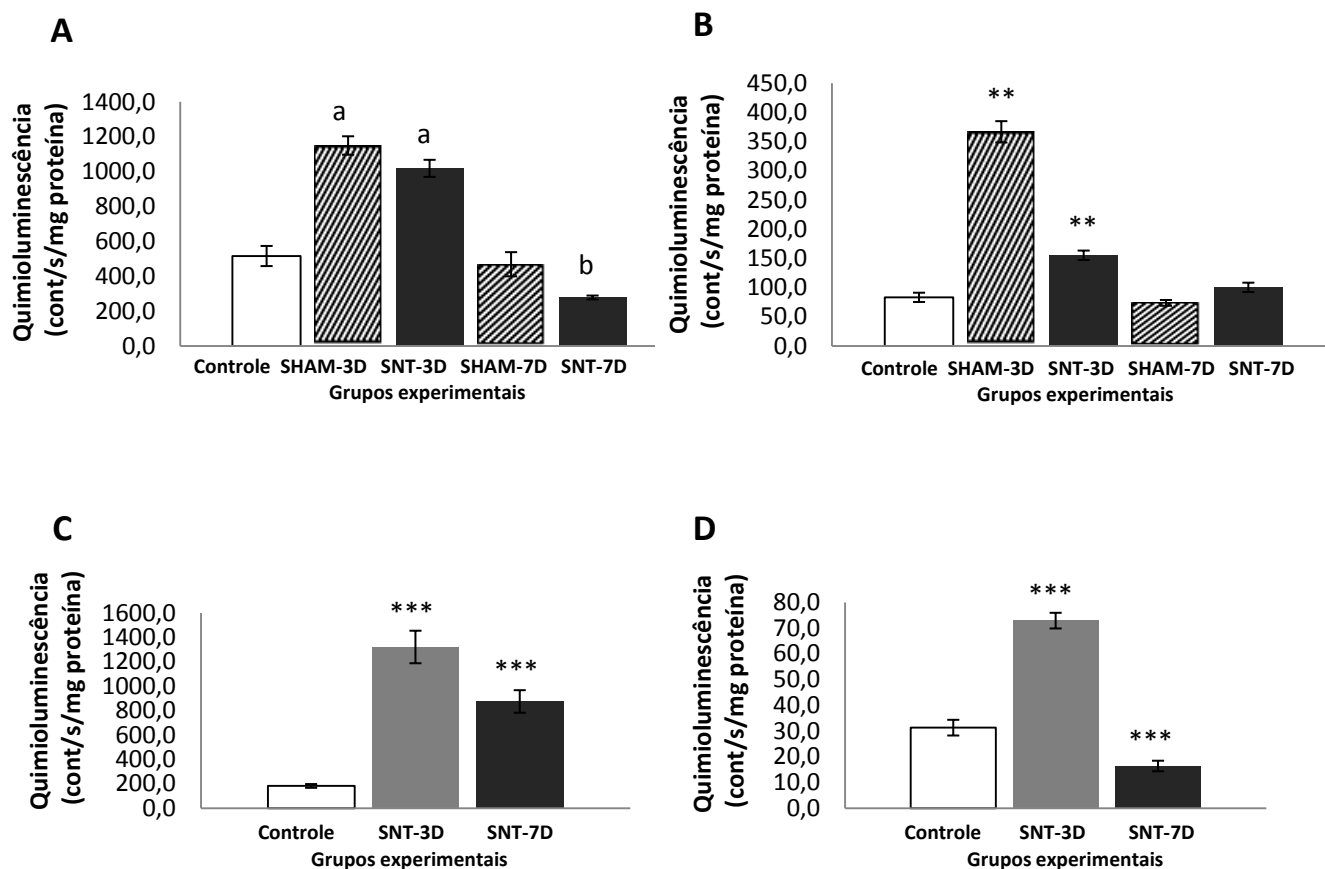 A
Quimioluminescência
(cont/s/mg proteína)
1400,0
1200,0
1000,0
800,0
600,0
400,0
200,0
0,0
a
a
b
Controle SHAM-3D SNT-3D SHAM-7D SNT-7D
Grupos experimentais
B
Quimioluminescência
(cont/s/mg proteína)
450,0
400,0
350,0
300,0
250,0
200,0
150,0
100,0
50,0
0,0
**
**
Controle SHAM-3D SNT-3D SHAM-7D SNT-7D
Grupos experimentais
C
Quimioluminescência
(cont/s/mg proteína)
1600,0
1400,0
1200,0
1000,0
800,0
600,0
400,0
200,0
0,0
***
***
Controle SNT-3D SNT-7D
Grupos experimentais
D
Quimioluminescência
(cont/s/mg proteína)
80,0
70,0
60,0
50,0
40,0
30,0
20,0
10,0
0,0
***
***
Controle SNT-3D SNT-7D
Grupos experimentais